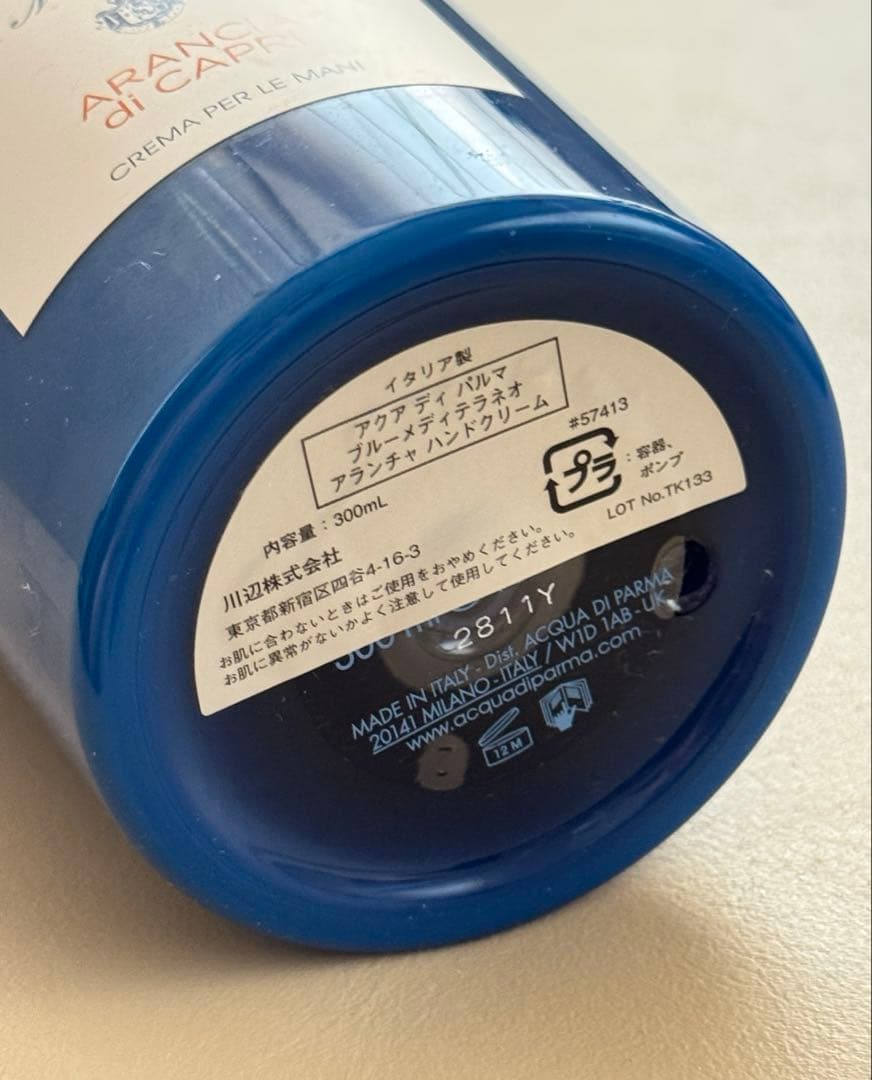 ARANCIA
di CAPRI
CREMA PER LE MANI
イタリア製
アクア ディ パルマ
ブルーメディテラネオ
アランチャ ハンドクリーム
#57413
プラ
:容器、
ポンプ
内容量:300mL
LOT No.TK133
川辺株式会社
東京都新宿区四谷4-16-3
お肌に合わないときはご使用をおやめください。
お肌に異常がないかよく注意して使用してください。
2811Y
MADE IN ITALY - Dist. ACQUA DI PARMA
20141 MILANO - ITALY / W1D 1AB - UK
www.acquadiparma.com
12 M